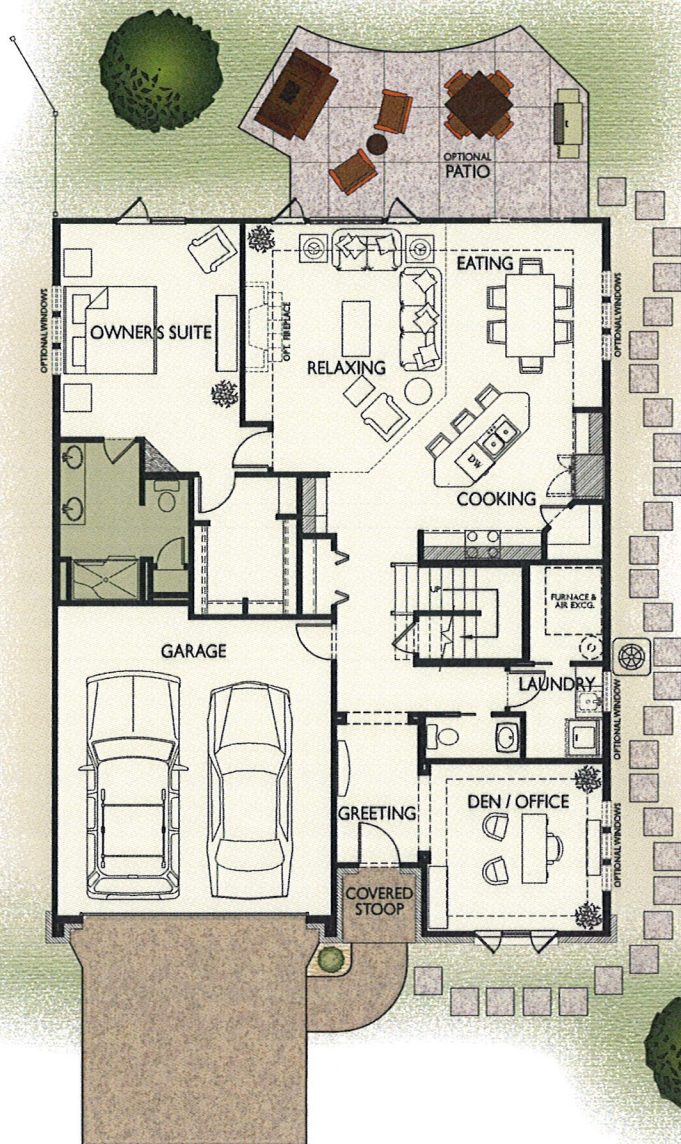 OPTIONAL
PATIO
OPTIONAL WINDOWS
OWNER'S SUITE
OPT. FIREPLACE
RELAXING
EATING
OPTIONAL WINDOWS
COOKING
DW
UP
FURNACE &
AIR EXCG.
GARAGE
LAUNDRY
OPTIONAL WINDOW
GREETING
DEN / OFFICE
OPTIONAL WINDOWS
COVERED
STOOP